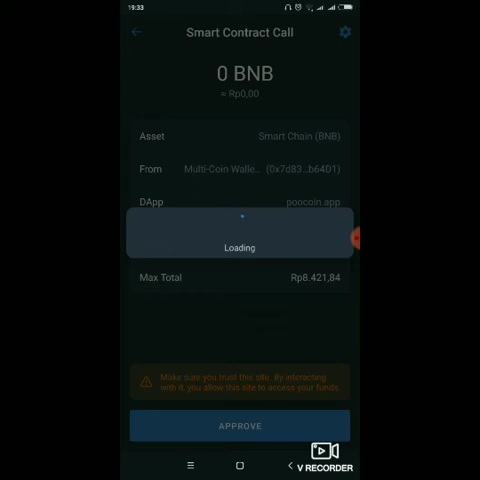 19:33
Smart Contract Call
0 BNB
≈ Rp0,00
Asset Smart Chain (BNB)
From Multi-Coin Walle... (0x7d83...b64D1)
DApp poocoin.app
Loading
Max Total Rp8.421,84
Make sure you trust this site. By interacting
with it, you allow this site to access your funds
APPROVE
V RECORDER